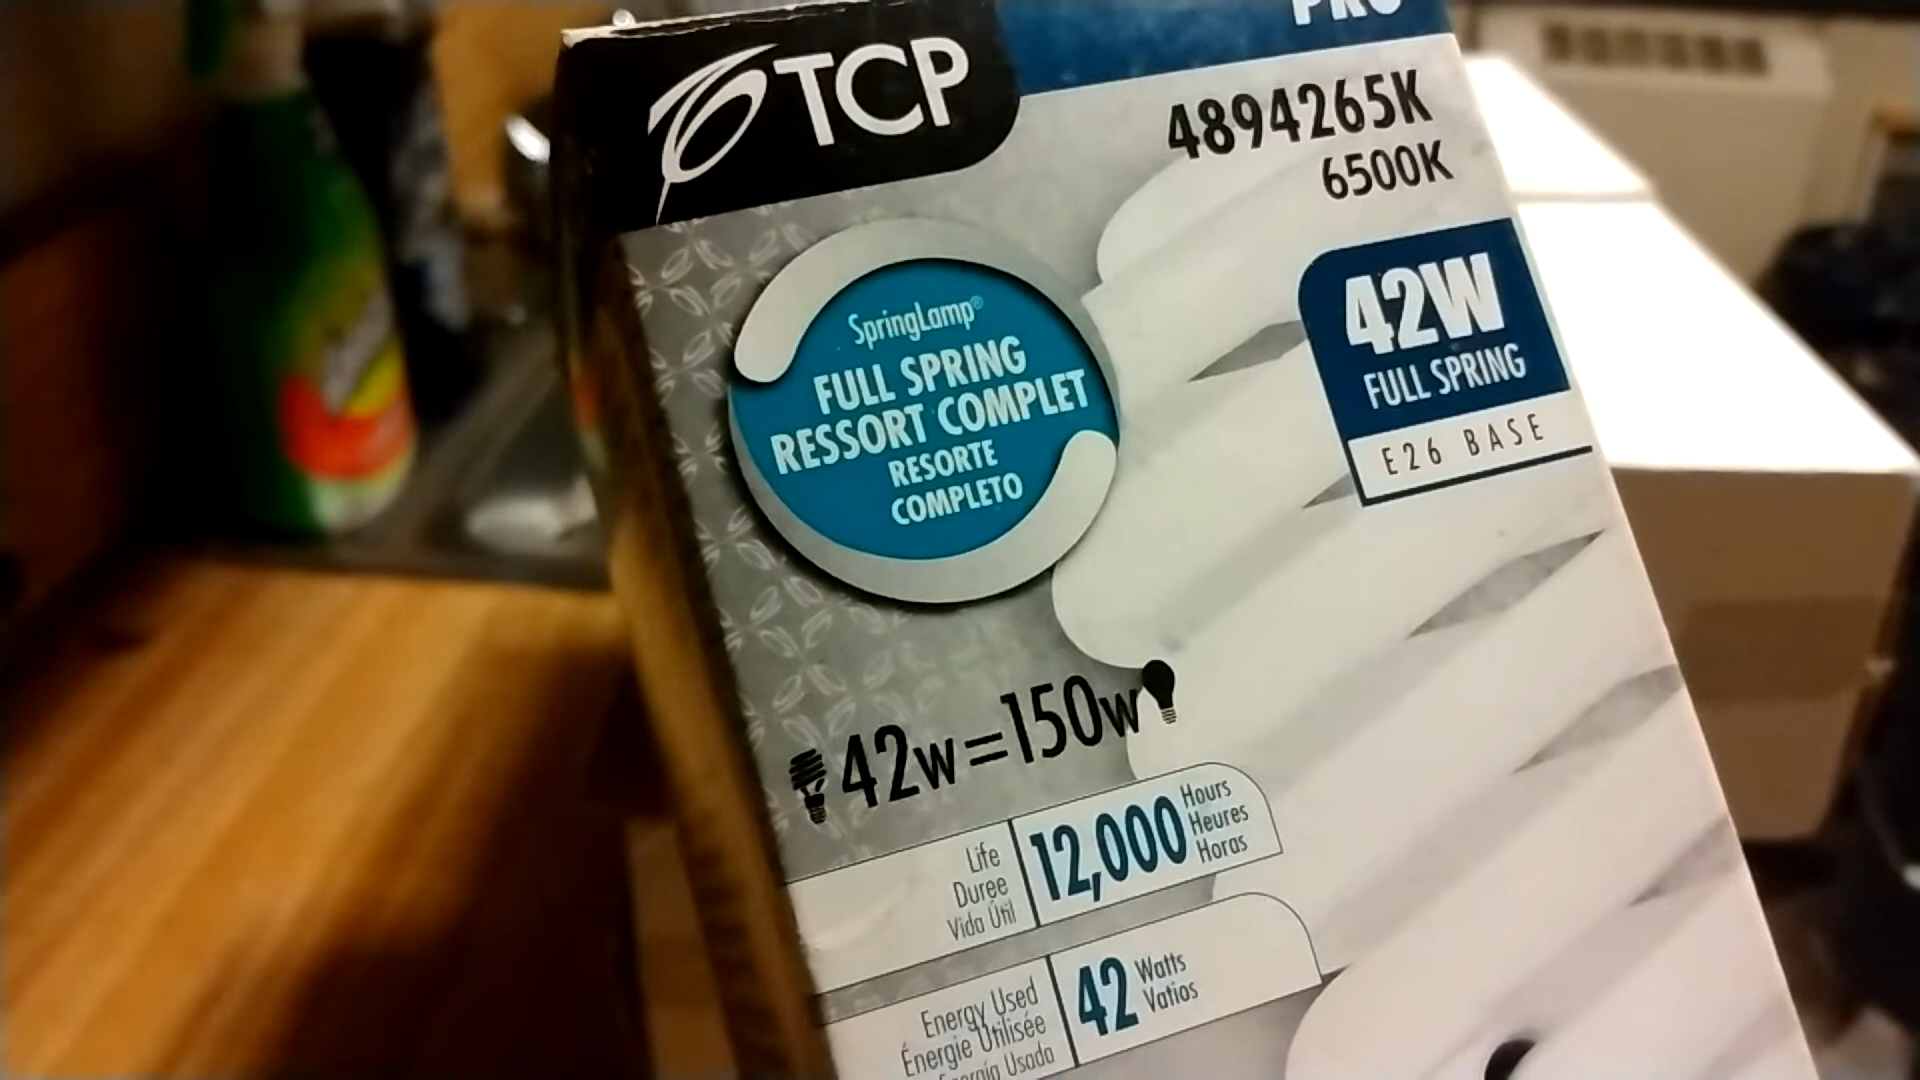 TCP
PRO
4894265K
6500K
SpringLamp®
FULL SPRING
RESSORT COMPLET
RESORTE
COMPLETO
42W
FULL SPRING
E26 BASE
42w=150w
Life
Duree
Vida Útil
12,000
Hours
Heures
Horas
Energy Used
Énergie Utilisée
Energía Usada
42
Watts
Vatios